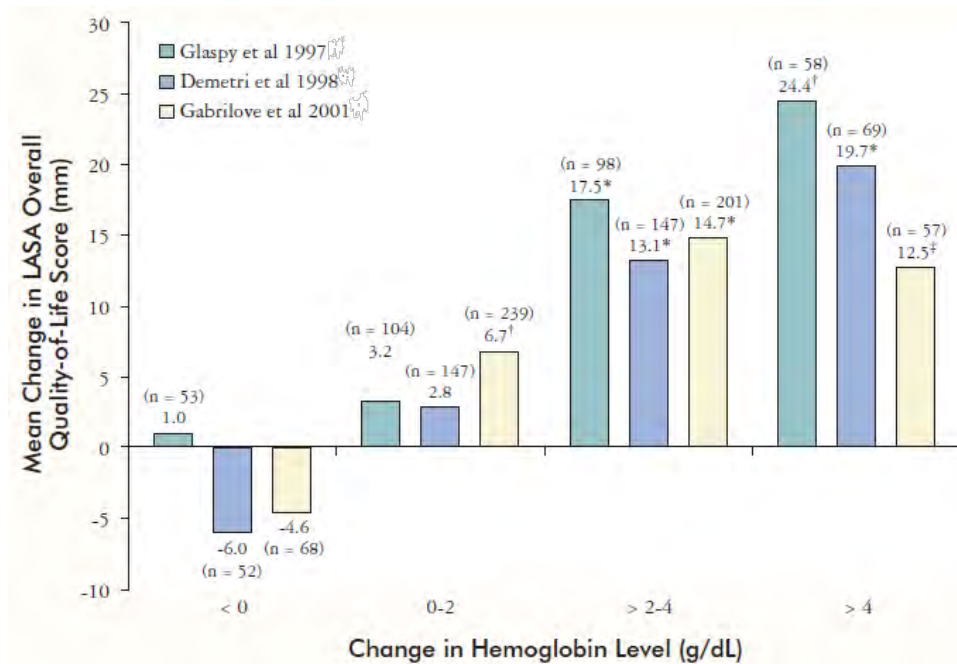 30
25
20
15
10
5
0
-5
-10
Mean Change in LASA Overall
Quality-of-Life Score (mm)
Glaspy et al 1997
Demetri et al 1998
Gabrilove et al 2001
(n = 53)
1.0
-6.0
(n = 52)
-4.6
(n = 68)
(n = 104)
3.2
(n = 147)
2.8
(n = 239)
6.7†
(n = 98)
17.5*
(n = 147)
13.1*
(n = 201)
14.7*
(n = 58)
24.4†
(n = 69)
19.7*
(n = 57)
12.5‡
< 0
0-2
> 2-4
> 4
Change in Hemoglobin Level (g/dL)